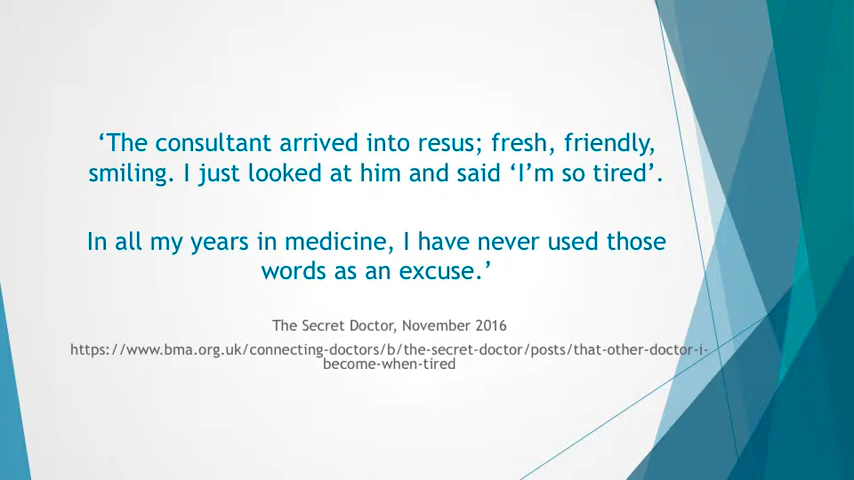 ‘The consultant arrived into resus; fresh, friendly,
smiling. I just looked at him and said ‘I’m so tired’.
In all my years in medicine, I have never used those
words as an excuse.’
The Secret Doctor, November 2016
https://www.bma.org.uk/connecting-doctors/b/the-secret-doctor/posts/that-other-doctor-i-
become-when-tired